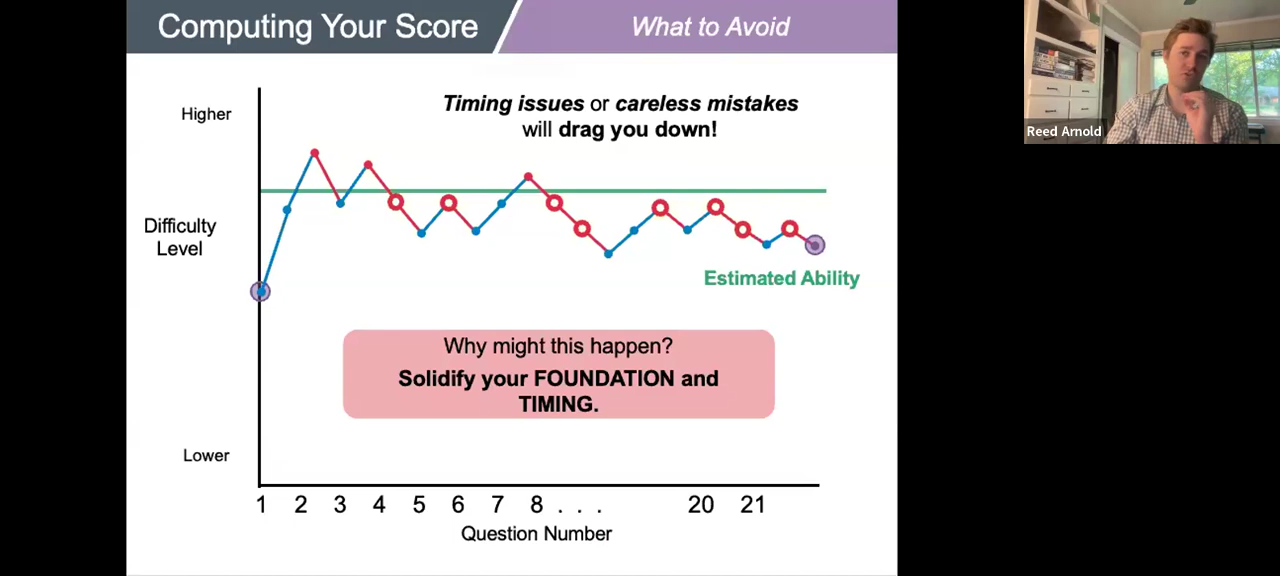 Computing Your Score
What to Avoid
Reed Arnold
Higher
Timing issues or careless mistakes
will drag you down!
Difficulty
Level
Estimated Ability
Why might this happen?
Solidify your FOUNDATION and
TIMING.
Lower
1 2 3 4 5 6 7 8 . . . 20 21
Question Number